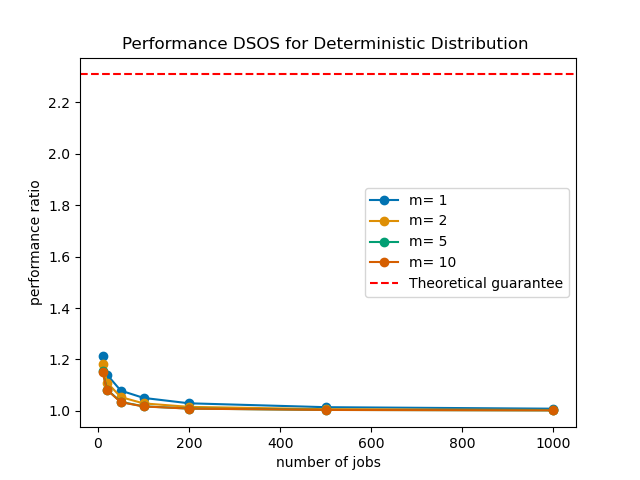 Performance DSOS for Deterministic Distribution
performance ratio
2.2
2.0
1.8
1.6
1.4
1.2
1.0
m= 1
m= 2
m= 5
m= 10
Theoretical guarantee
0
200
400
600
800
1000
number of jobs